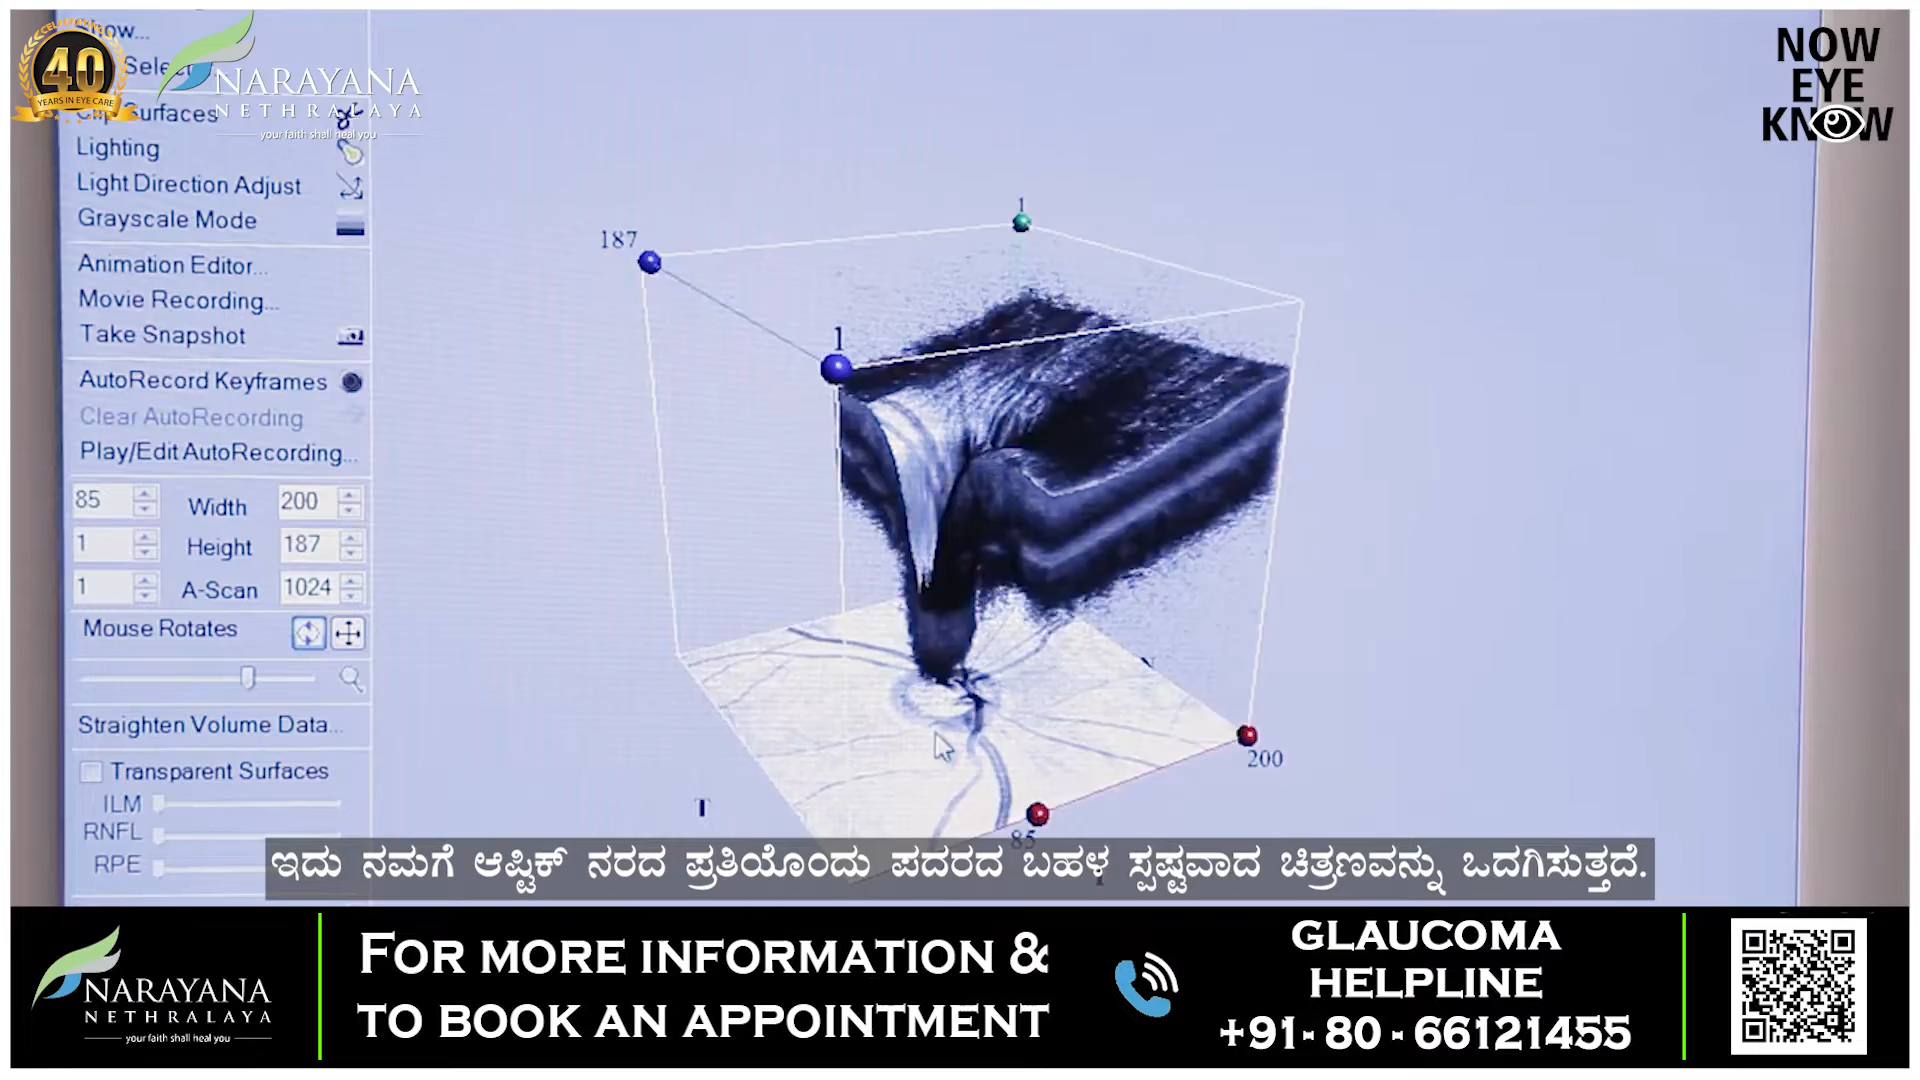 CELEBRATING
40
YEARS IN EYE CARE
NARAYANA
NETHRALAYA
your faith shall heal you
NOW
EYE
KNOW
Lighting
Light Direction Adjust
Grayscale Mode
Animation Editor...
Movie Recording...
Take Snapshot
AutoRecord Keyframes
Clear AutoRecording
Play/Edit AutoRecording...
85 Width 200
1 Height 187
1 A-Scan 1024
Mouse Rotates
Straighten Volume Data...
Transparent Surfaces
ILM
RNFL
RPE
187
1
1
N
200
T
85
ಇದು ನಮಗೆ ಆಪ್ಟಿಕ್ ನರದ ಪ್ರತಿಯೊಂದು ಪದರದ ಬಹಳ ಸ್ಪಷ್ಟವಾದ ಚಿತ್ರಣವನ್ನು ಒದಗಿಸುತ್ತದೆ.
NARAYANA
NETHRALAYA
your faith shall heal you
FOR MORE INFORMATION &
TO BOOK AN APPOINTMENT
GLAUCOMA
HELPLINE
+91-80-66121455